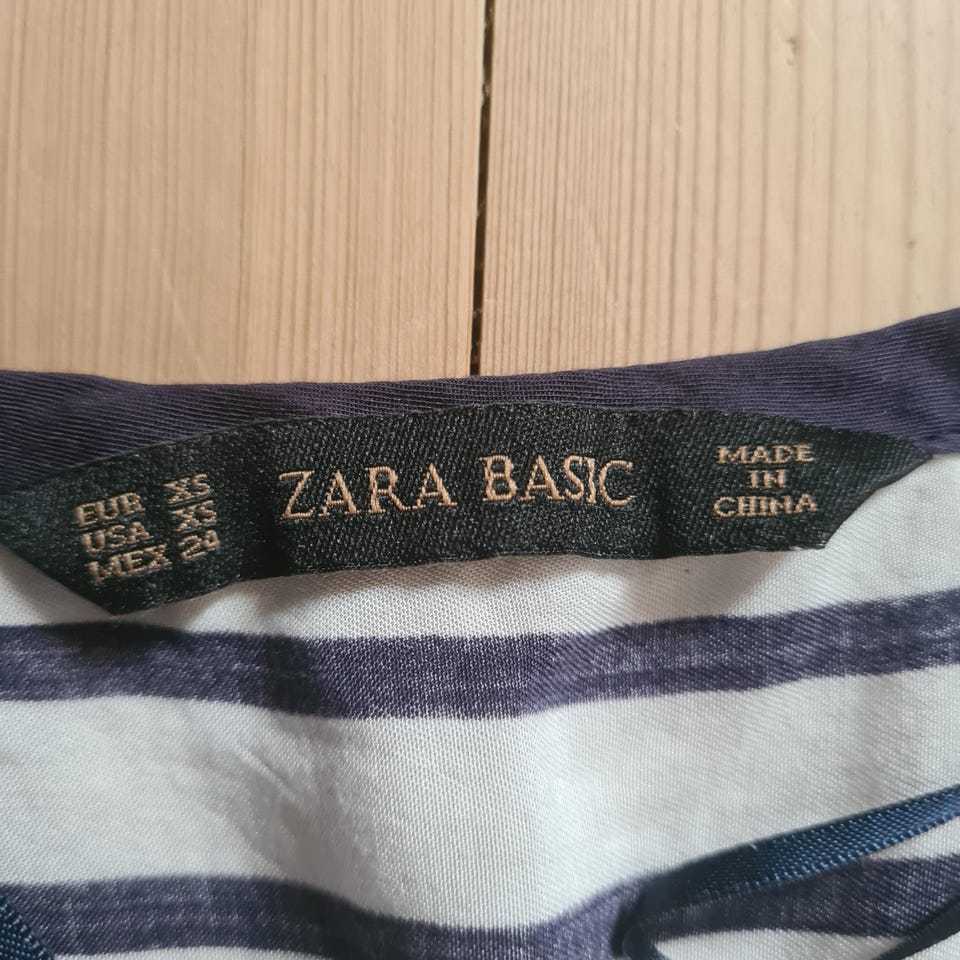 EUR XS
USA XS
MEX 24
ZARA BASIC
MADE
IN
CHINA